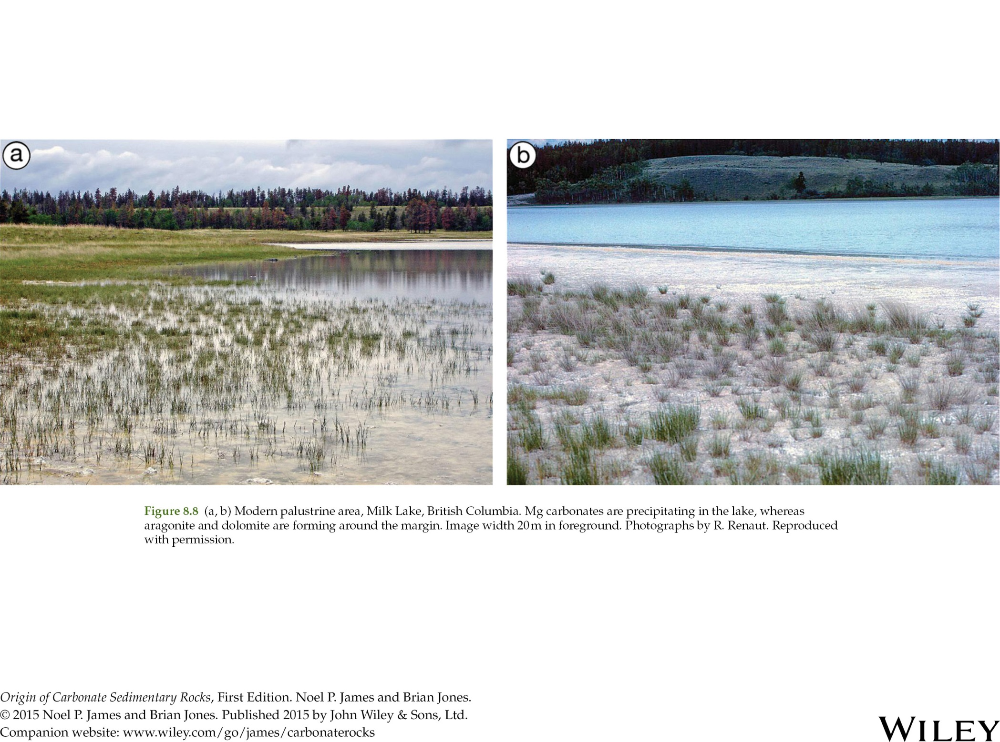 a
b
Figure 8.8 (a, b) Modern palustrine area, Milk Lake, British Columbia. Mg carbonates are precipitating in the lake, whereas
aragonite and dolomite are forming around the margin. Image width 20 m in foreground. Photographs by R. Renaut. Reproduced
with permission.
Origin of Carbonate Sedimentary Rocks, First Edition. Noel P. James and Brian Jones.
© 2015 Noel P. James and Brian Jones. Published 2015 by John Wiley & Sons, Ltd.
Companion website: www.wiley.com/go/james/carbonaterocks
WILEY